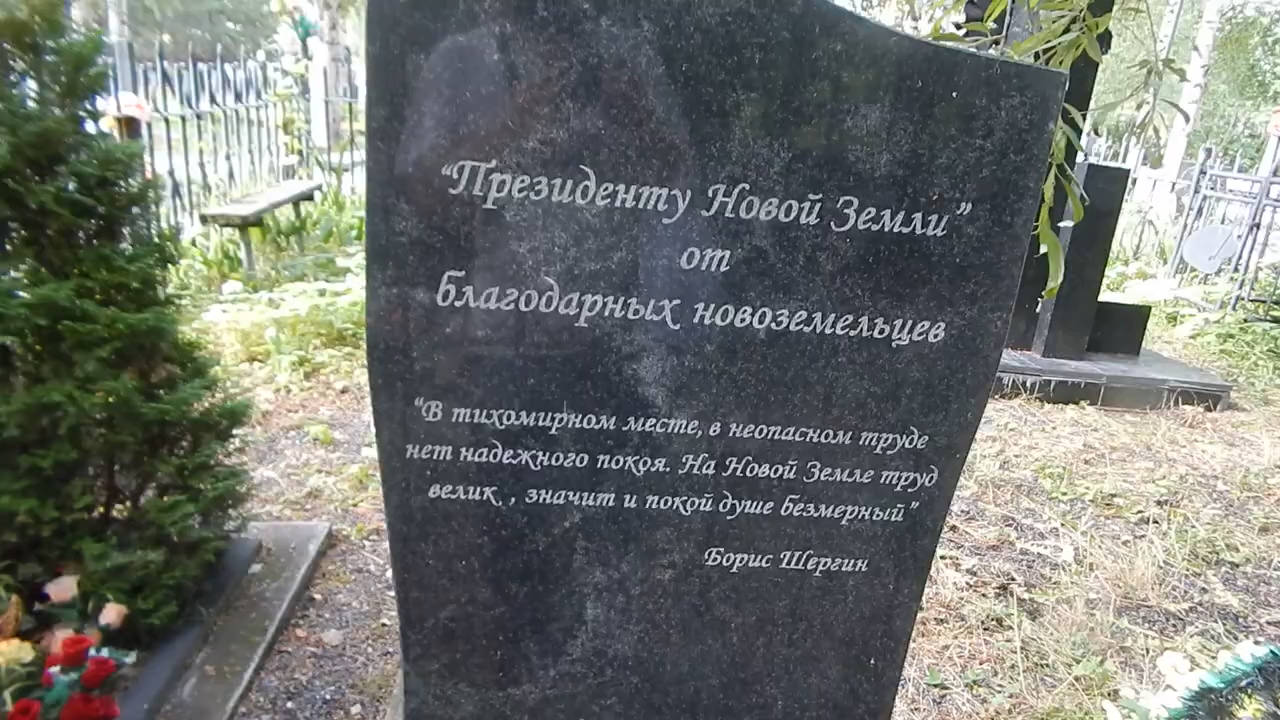 “Президенту Новой Земли”
от
благодарных новоземельцев
“В тихомирном месте, в неопасном труде
нет надежного покоя. На Новой Земле труд
велик , значит и покой душе безмерный”
Борис Шергин